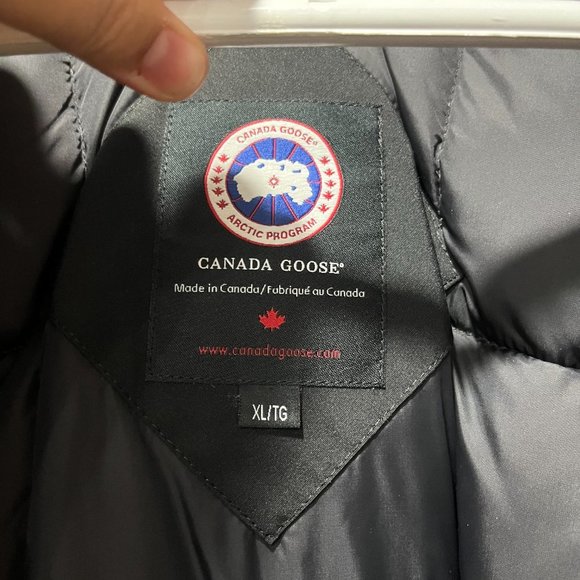 CANADA GOOSE®
ARCTIC PROGRAM
CANADA GOOSE®
Made in Canada/Fabriqué au Canada
www.canadagoose.com
XL/TG